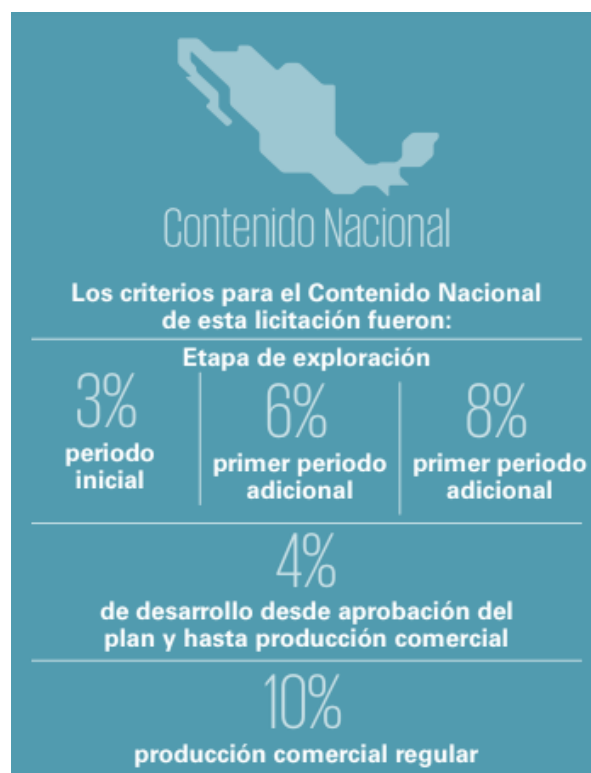 Contenido Nacional
Los criterios para el Contenido Nacional
de esta licitación fueron:
Etapa de exploración
3%
periodo
inicial
6%
primer periodo
adicional
8%
primer periodo
adicional
4%
de desarrollo desde aprobación del
plan y hasta producción comercial
10%
producción comercial regular